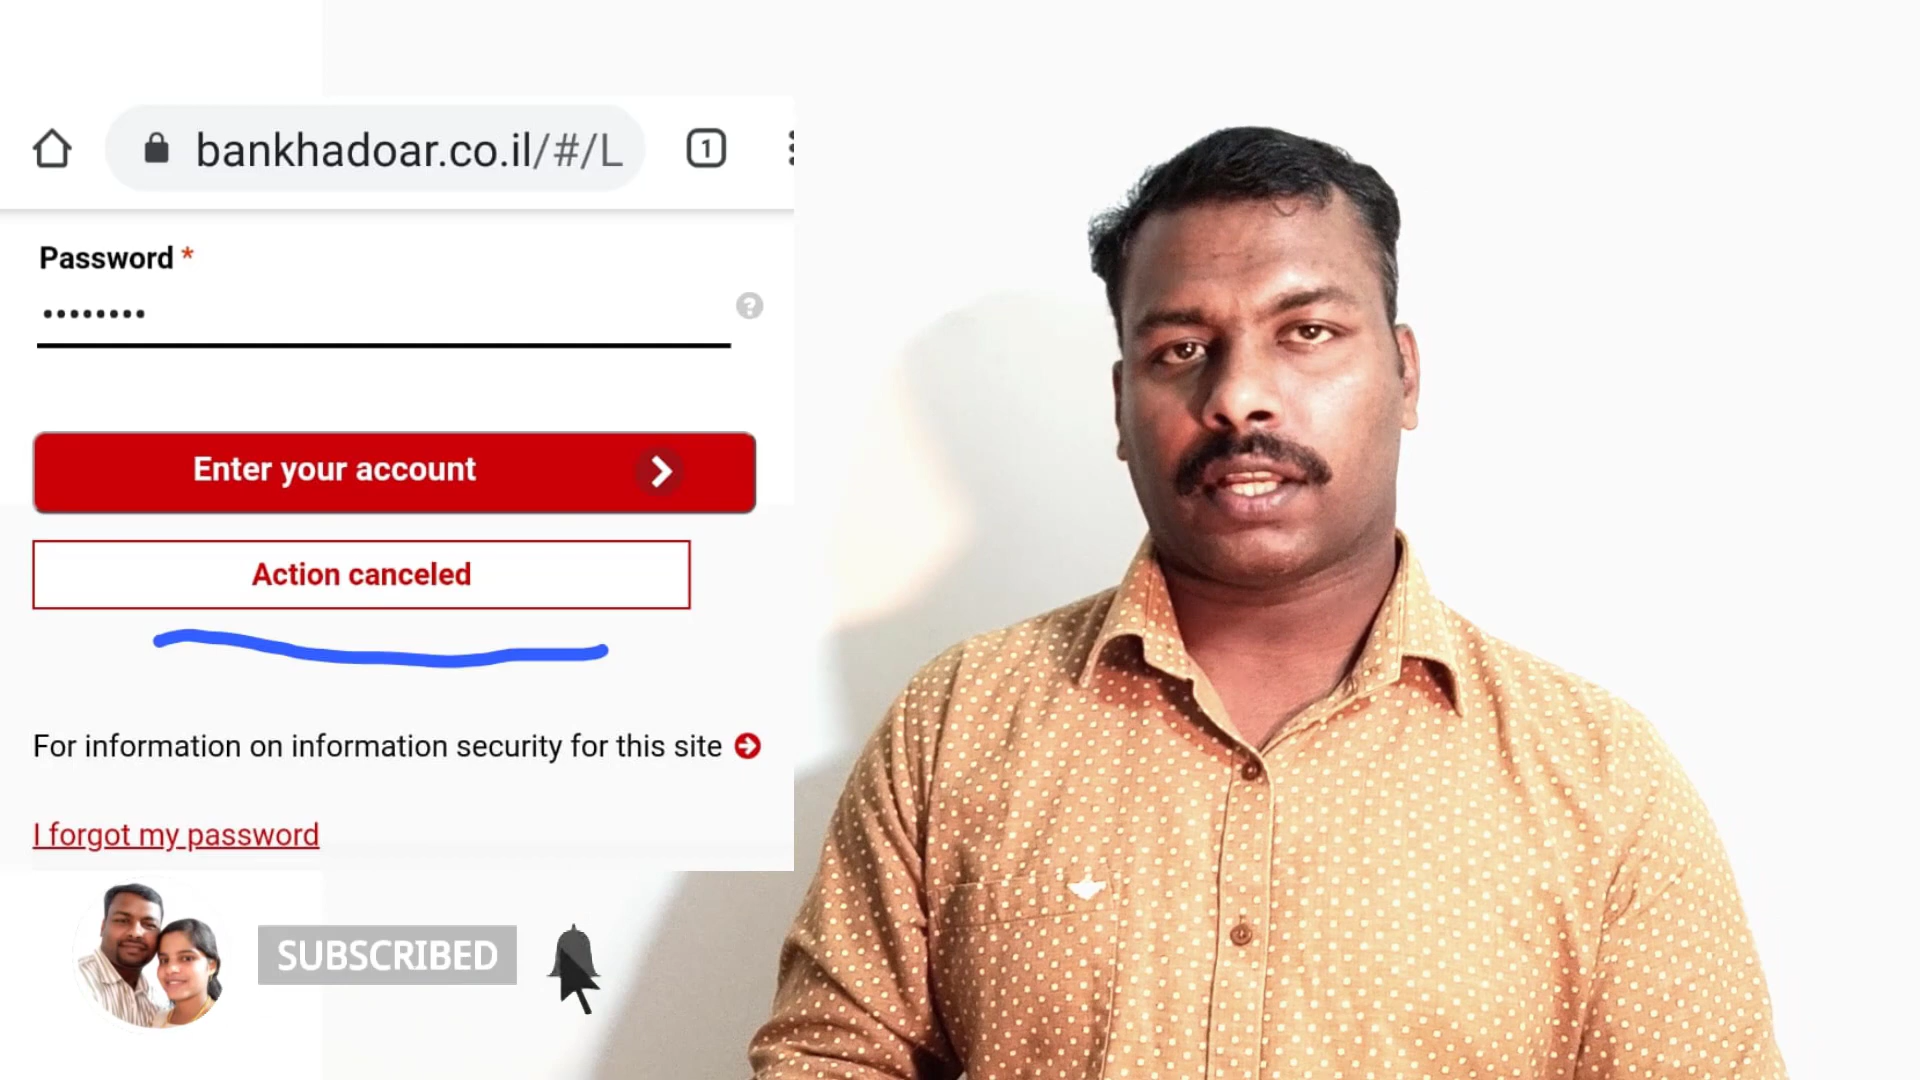 bankhadoar.co.il/#/L
1
Password *
••••••••
?
Enter your account
Action canceled
For information on information security for this site
I forgot my password
SUBSCRIBED